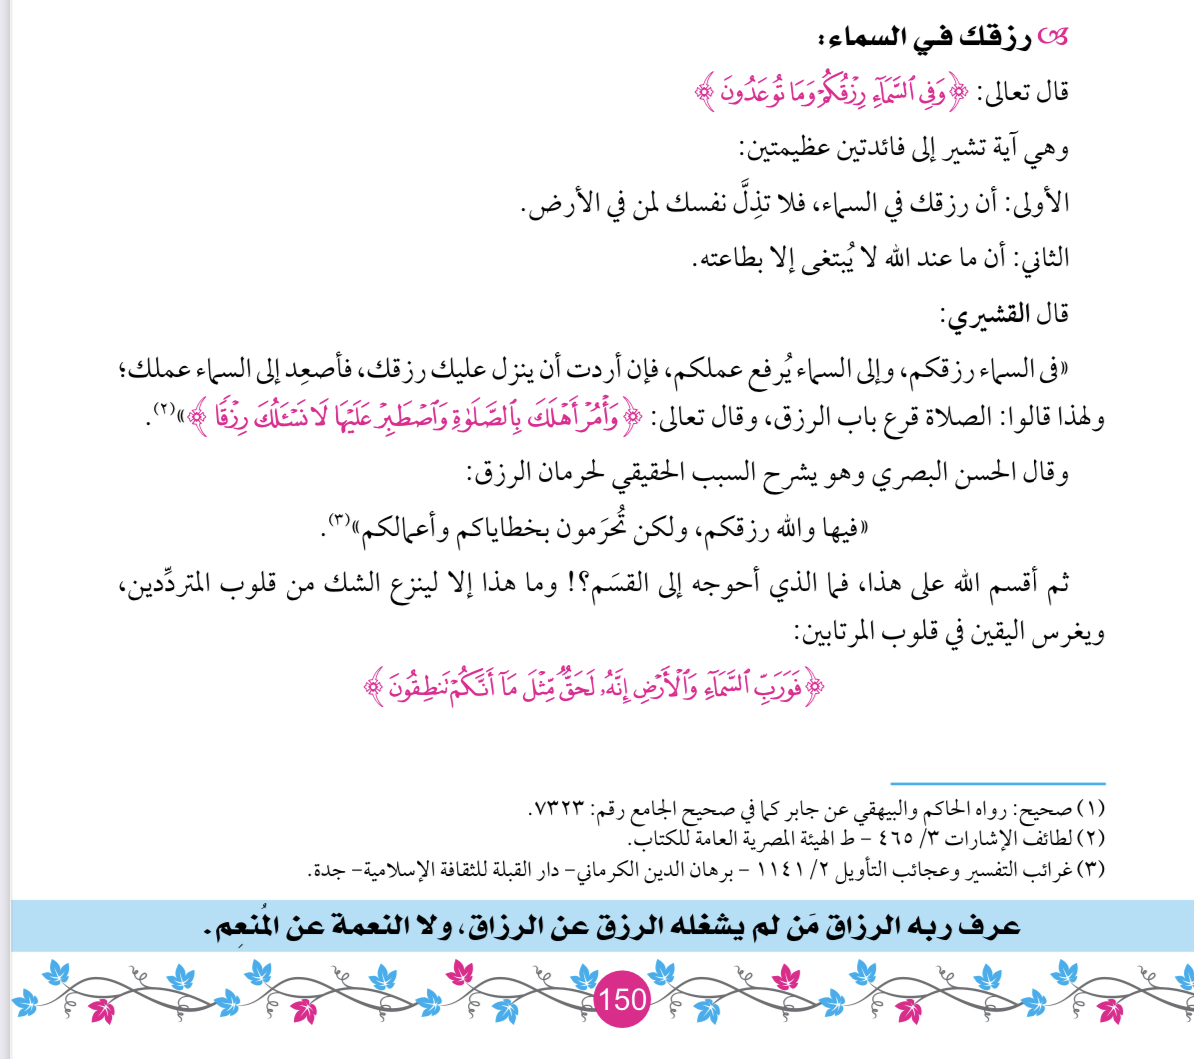 رزقك في السماء:
قال تعالى: ﴿وَفِي ٱلسَّمَآءِ رِزۡقُكُمۡ وَمَا تُوعَدُونَ﴾
وهي آية تشير إلى فائدتين عظيمتين:
الأولى: أن رزقك في السماء، فلا تذِلَّ نفسك لمن في الأرض.
الثاني: أن ما عند الله لا يُبتغى إلا بطاعته.
قال القشيري:
«فى السماء رزقكم، وإلى السماء يُرفع عملكم، فإن أردت أن ينزل عليك رزقك، فأصعِد إلى السماء عملك؛
ولهذا قالوا: الصلاة قرع باب الرزق، وقال تعالى: ﴿وَأۡمُرۡ أَهۡلَكَ بِٱلصَّلَوٰةِ وَٱصۡطَبِرۡ عَلَيۡهَا لَا نَسۡـَٔلُكَ رِزۡقٗا﴾»(٢).
وقال الحسن البصري وهو يشرح السبب الحقيقي لحرمان الرزق:
«فيها والله رزقكم، ولكن تُحرَمون بخطاياكم وأعمالكم»(٣).
ثم أقسم الله على هذا، فما الذي أحوجه إلى القسَم؟! وما هذا إلا لينزع الشك من قلوب المتردِّدين،
ويغرس اليقين في قلوب المرتابين:
﴿فَوَرَبِّ ٱلسَّمَآءِ وَٱلۡأَرۡضِ إِنَّهُۥ لَحَقّٞ مِّثۡلَ مَآ أَنَّكُمۡ تَنطِقُونَ﴾
(١) صحيح: رواه الحاكم والبيهقي عن جابر كما في صحيح الجامع رقم: ٧٣٢٣.
(٢) لطائف الإشارات ٣/ ٤٦٥ – ط الهيئة المصرية العامة للكتاب.
(٣) غرائب التفسير وعجائب التأويل ٢/ ١١٤١ – برهان الدين الكرماني– دار القبلة للثقافة الإسلامية– جدة.
عرف ربه الرزاق مَن لم يشغله الرزق عن الرزاق، ولا النعمة عن المُنعِم.
150